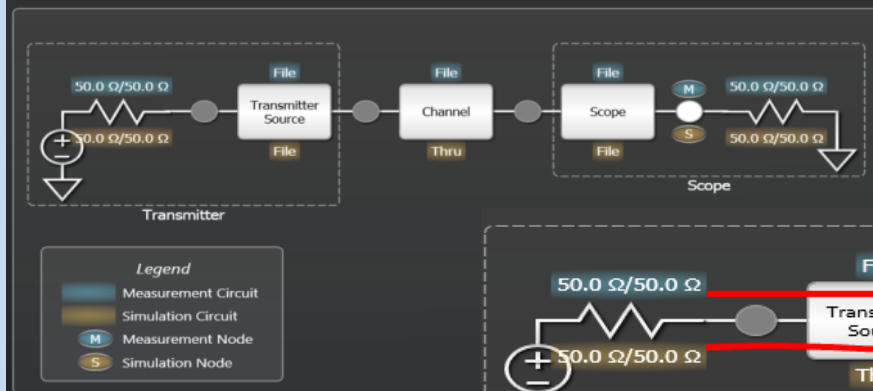 File
File
File
50.0 Ω/50.0 Ω
M
50.0 Ω/50.0 Ω
Transmitter
Source
Channel
Scope
50.0 Ω/50.0 Ω
S
50.0 Ω/50.0 Ω
File
Thru
File
Transmitter
Scope
Legend
Measurement Circuit
Simulation Circuit
M Measurement Node
S Simulation Node
50.0 Ω/50.0 Ω
50.0 Ω/50.0 Ω